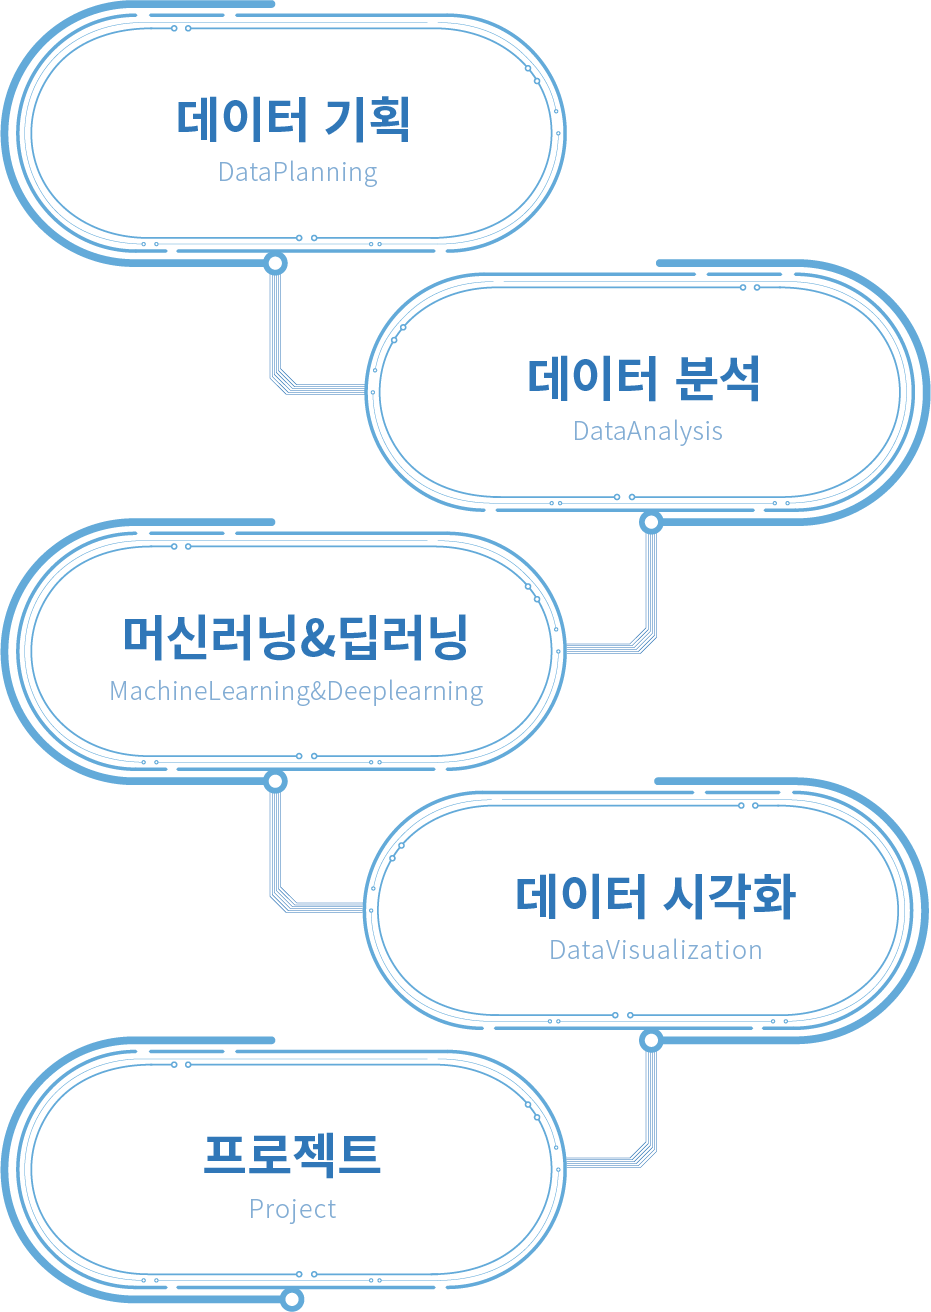 데이터 기획
DataPlanning
데이터 분석
DataAnalysis
머신러닝&딥러닝
MachineLearning&Deeplearning
데이터 시각화
DataVisualization
프로젝트
Project